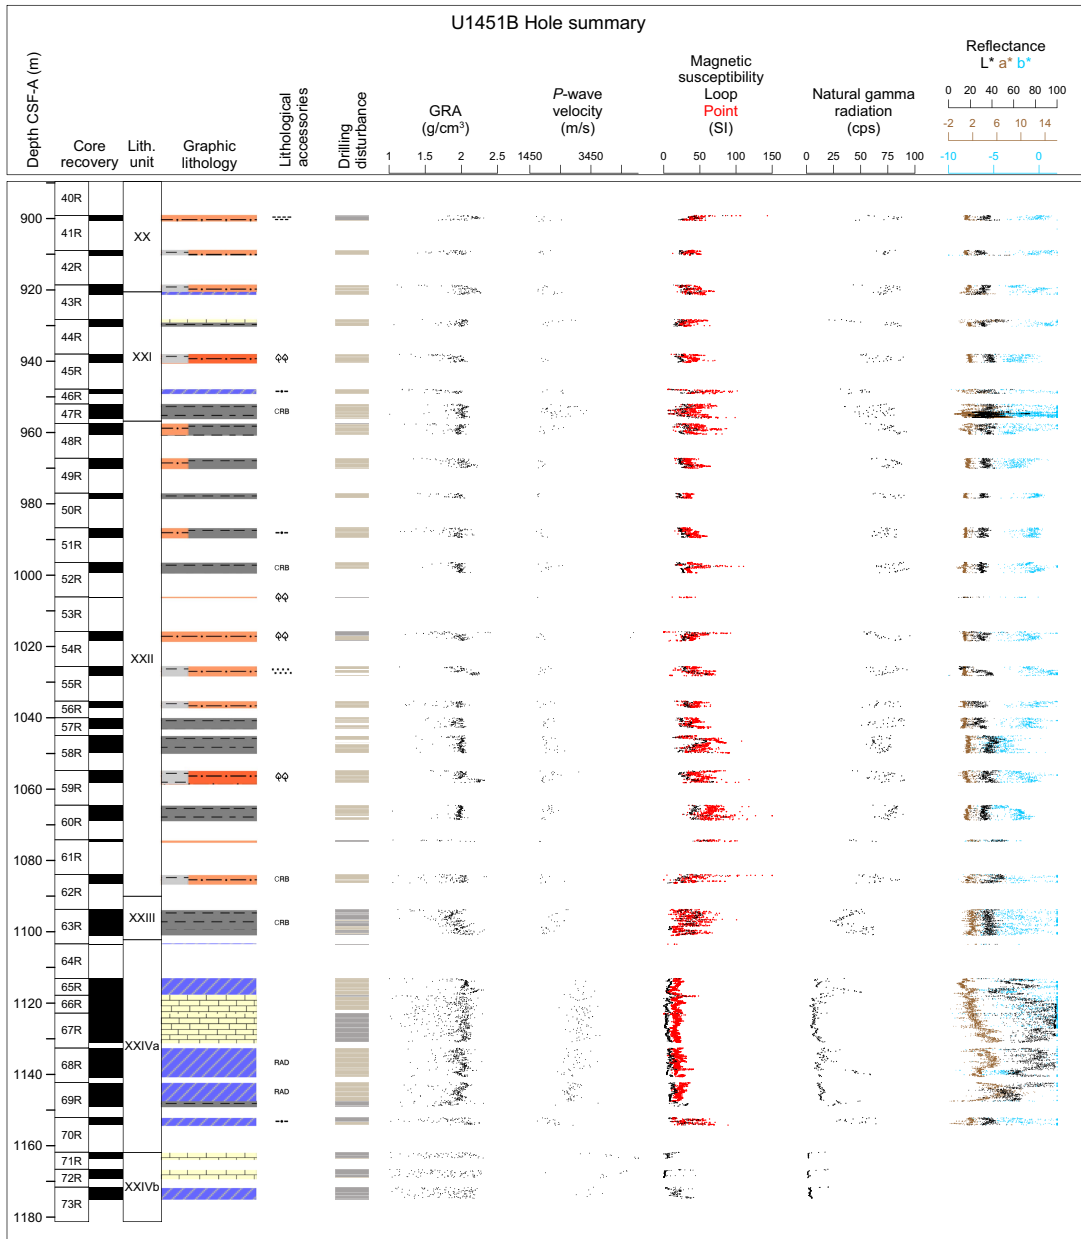 U1451B Hole summary
Depth CSF-A (m)
Core
recovery
Lith.
unit
Graphic
lithology
Lithological
accessories
Drilling
disturbance
GRA
(g/cm³)
1 1.5 2 2.5
P-wave
velocity
(m/s)
1450 3450
Magnetic
susceptibility
Loop
Point
(SI)
0 50 100 150
Natural gamma
radiation
(cps)
0 25 50 75 100
Reflectance
L* a* b*
0 20 40 60 80 100
-2 2 6 10 14
-10 -5 0
40R
900
41R
XX
42R
920
43R
44R
XXI
940
45R
46R
47R
CRB
960
48R
49R
980
50R
51R
1000
52R
CRB
53R
1020
54R
XXII
55R
56R
1040
57R
58R
1060
59R
60R
1080
61R
62R
CRB
1100
63R
XXIII
CRB
64R
65R
1120
66R
67R
XXIVa
1140
68R
RAD
69R
RAD
70R
1160
71R
72R
XXIVb
73R
1180